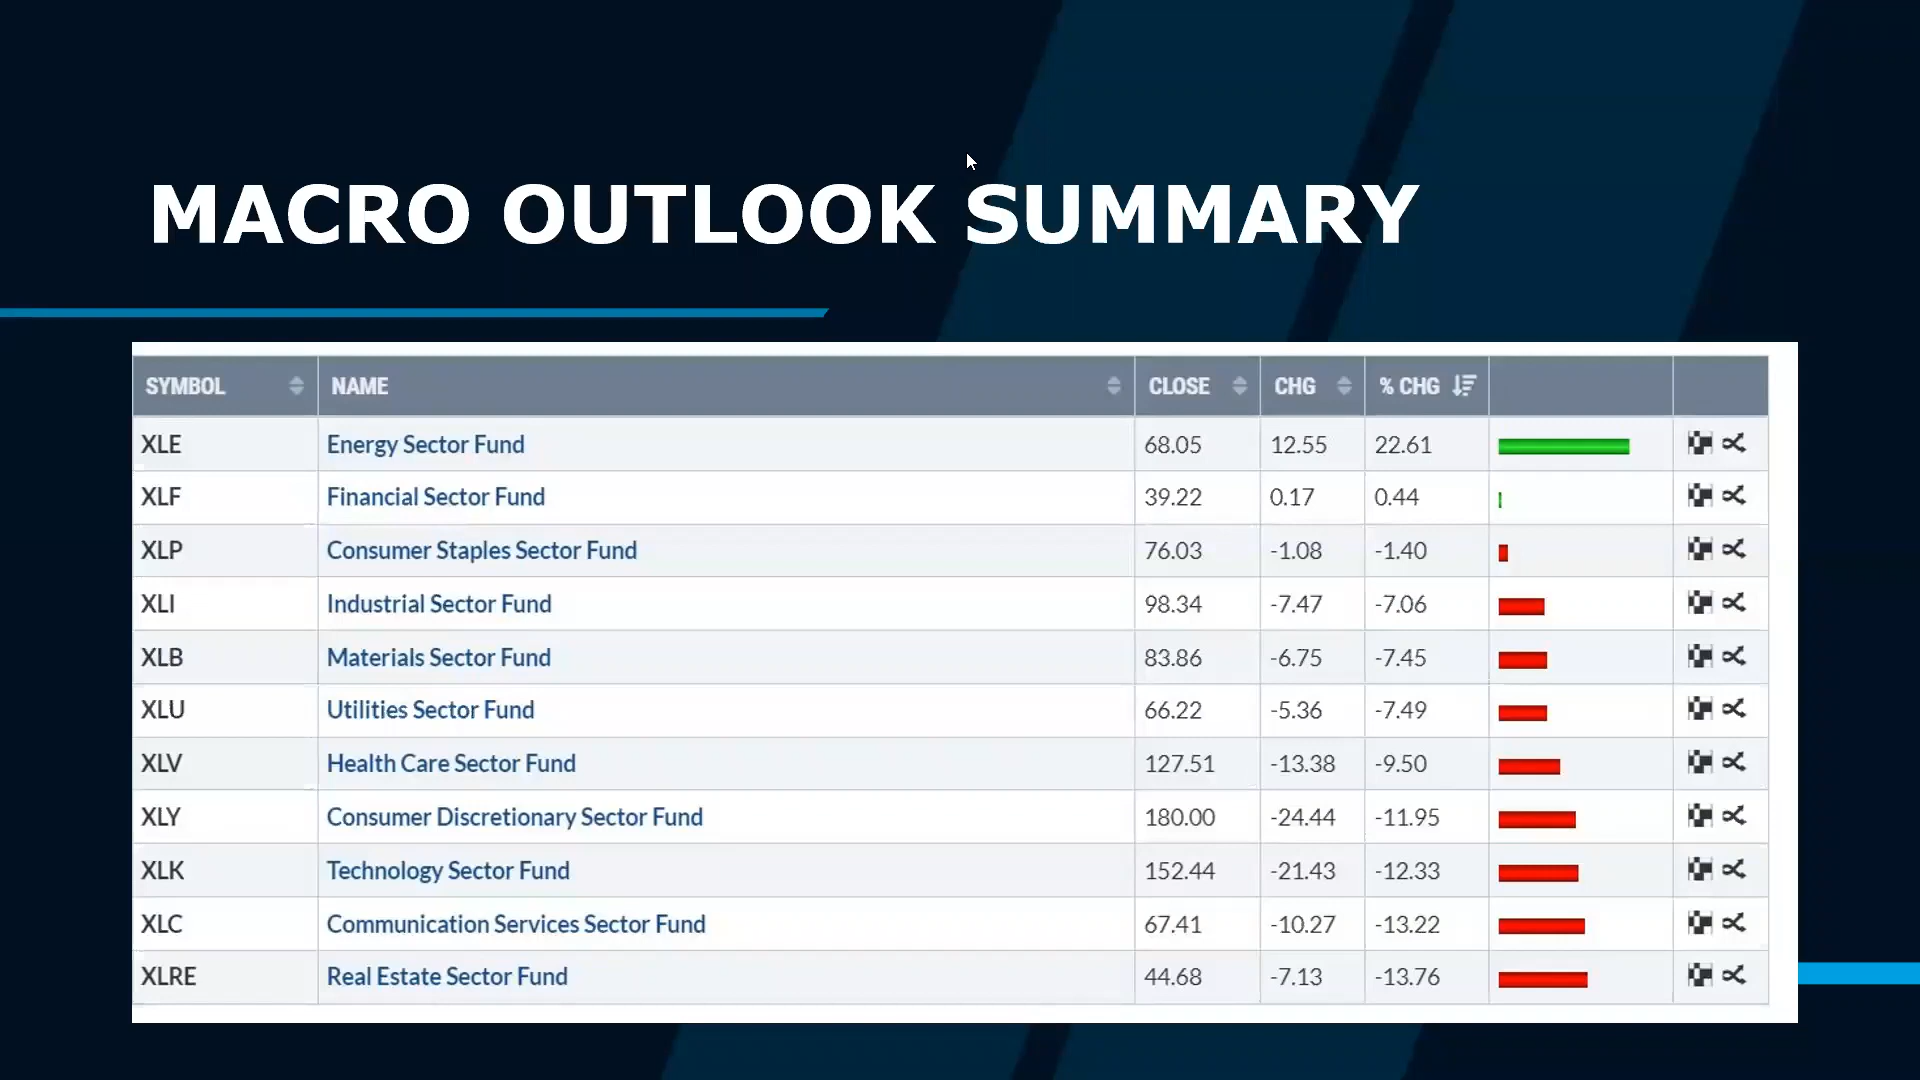 MACRO OUTLOOK SUMMARY
SYMBOL NAME CLOSE CHG % CHG
XLE Energy Sector Fund 68.05 12.55 22.61
XLF Financial Sector Fund 39.22 0.17 0.44
XLP Consumer Staples Sector Fund 76.03 -1.08 -1.40
XLI Industrial Sector Fund 98.34 -7.47 -7.06
XLB Materials Sector Fund 83.86 -6.75 -7.45
XLU Utilities Sector Fund 66.22 -5.36 -7.49
XLV Health Care Sector Fund 127.51 -13.38 -9.50
XLY Consumer Discretionary Sector Fund 180.00 -24.44 -11.95
XLK Technology Sector Fund 152.44 -21.43 -12.33
XLC Communication Services Sector Fund 67.41 -10.27 -13.22
XLRE Real Estate Sector Fund 44.68 -7.13 -13.76